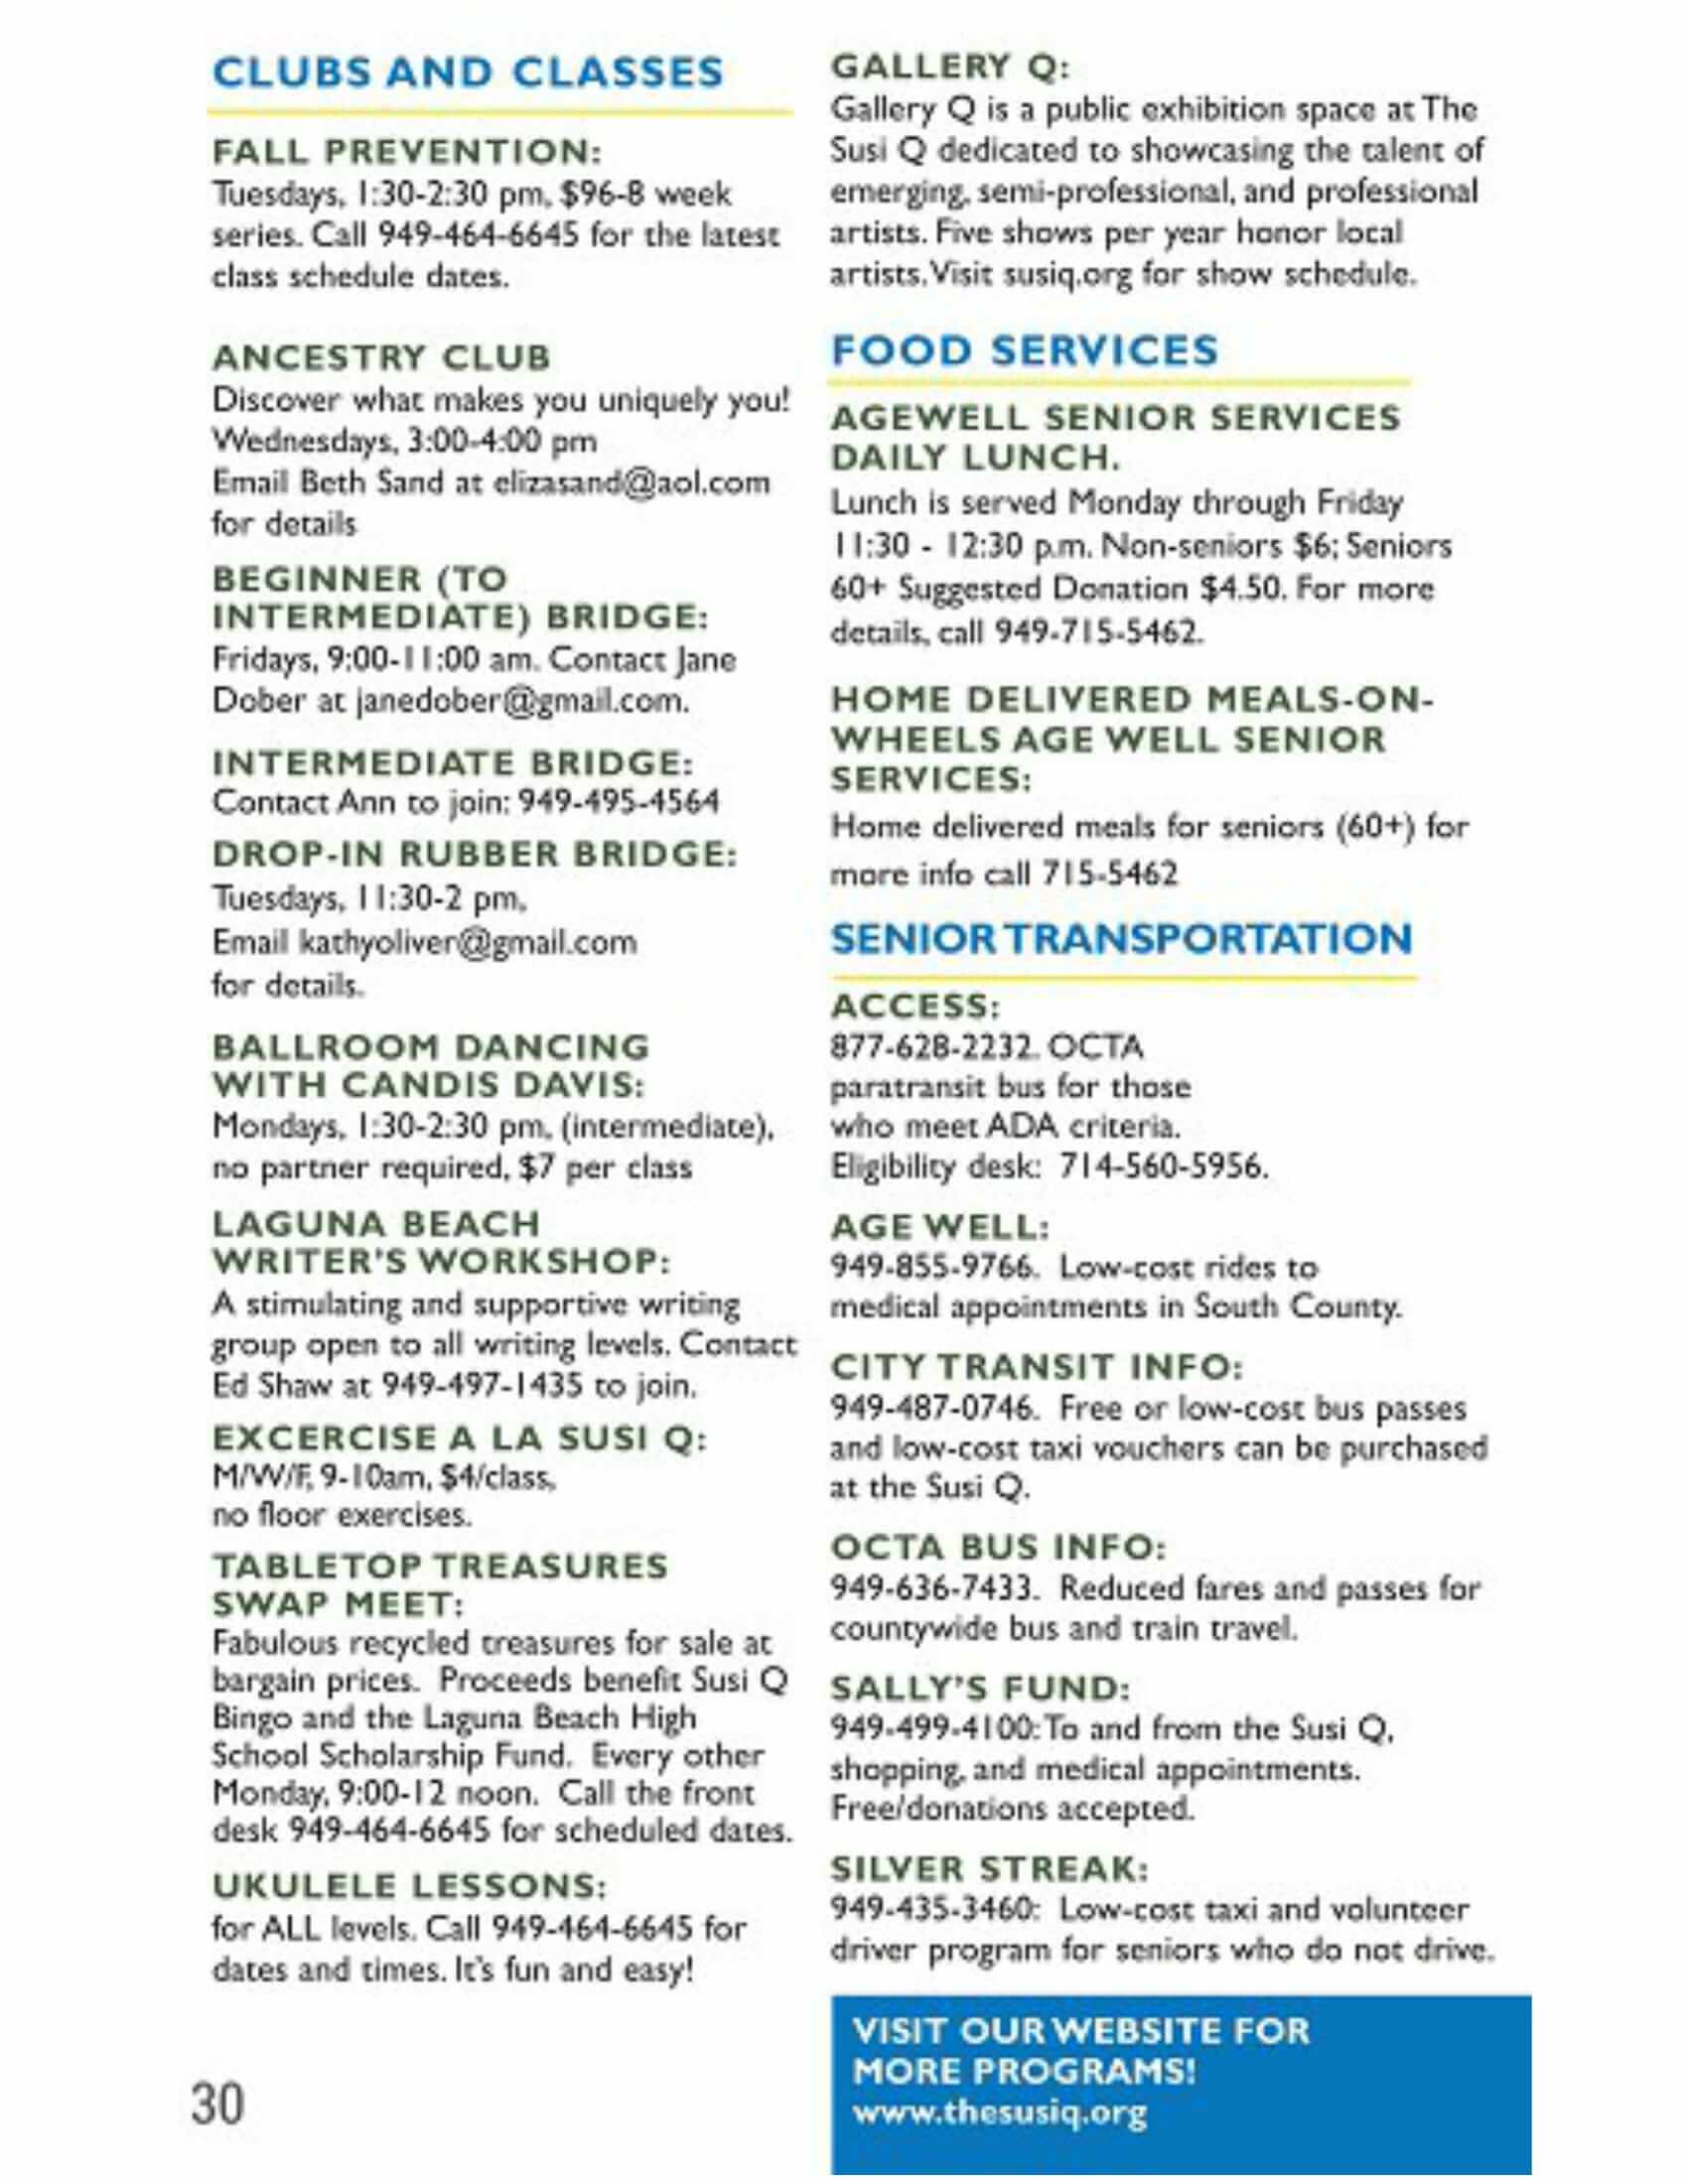 CLUBS AND CLASSES
FALL PREVENTION:
Tuesdays, 1:30-2:30 pm, $96-8 week
series. Call 949-464-6645 for the latest
class schedule dates.
ANCESTRY CLUB
Discover what makes you uniquely you!
Wednesdays, 3:00-4:00 pm
Email Beth Sand at elizasand@aol.com
for details
BEGINNER (TO
INTERMEDIATE) BRIDGE:
Fridays, 9:00-11:00 am. Contact Jane
Dober at janedober@gmail.com.
INTERMEDIATE BRIDGE:
Contact Ann to join: 949-495-4564
DROP-IN RUBBER BRIDGE:
Tuesdays, 11:30-2 pm,
Email kathyoliver@gmail.com
for details.
BALLROOM DANCING
WITH CANDIS DAVIS:
Mondays, 1:30-2:30 pm, (intermediate),
no partner required, $7 per class
LAGUNA BEACH
WRITER'S WORKSHOP:
A stimulating and supportive writing
group open to all writing levels. Contact
Ed Shaw at 949-497-1435 to join.
EXCERCISE A LA SUSI Q:
M/W/F, 9-10am, $4/class,
no floor exercises.
TABLETOP TREASURES
SWAP MEET:
Fabulous recycled treasures for sale at
bargain prices. Proceeds benefit Susi Q
Bingo and the Laguna Beach High
School Scholarship Fund. Every other
Monday, 9:00-12 noon. Call the front
desk 949-464-6645 for scheduled dates.
UKULELE LESSONS:
for ALL levels. Call 949-464-6645 for
dates and times. It's fun and easy!
30
GALLERY Q:
Gallery Q is a public exhibition space at The
Susi Q dedicated to showcasing the talent of
emerging, semi-professional, and professional
artists. Five shows per year honor local
artists. Visit susiq.org for show schedule.
FOOD SERVICES
AGEWELL SENIOR SERVICES
DAILY LUNCH.
Lunch is served Monday through Friday
11:30 - 12:30 p.m. Non-seniors $6; Seniors
60+ Suggested Donation $4.50. For more
details, call 949-715-5462.
HOME DELIVERED MEALS-ON-
WHEELS AGE WELL SENIOR
SERVICES:
Home delivered meals for seniors (60+) for
more info call 715-5462
SENIOR TRANSPORTATION
ACCESS:
877-628-2232. OCTA
paratransit bus for those
who meet ADA criteria.
Eligibility desk: 714-560-5956.
AGE WELL:
949-855-9766. Low-cost rides to
medical appointments in South County.
CITY TRANSIT INFO:
949-487-0746. Free or low-cost bus passes
and low-cost taxi vouchers can be purchased
at the Susi Q.
OCTA BUS INFO:
949-636-7433. Reduced fares and passes for
countywide bus and train travel.
SALLY'S FUND:
949-499-4100: To and from the Susi Q,
shopping, and medical appointments.
Free/donations accepted.
SILVER STREAK:
949-435-3460: Low-cost taxi and volunteer
driver program for seniors who do not drive.
VISIT OUR WEBSITE FOR
MORE PROGRAMS!
www.thesusiq.org